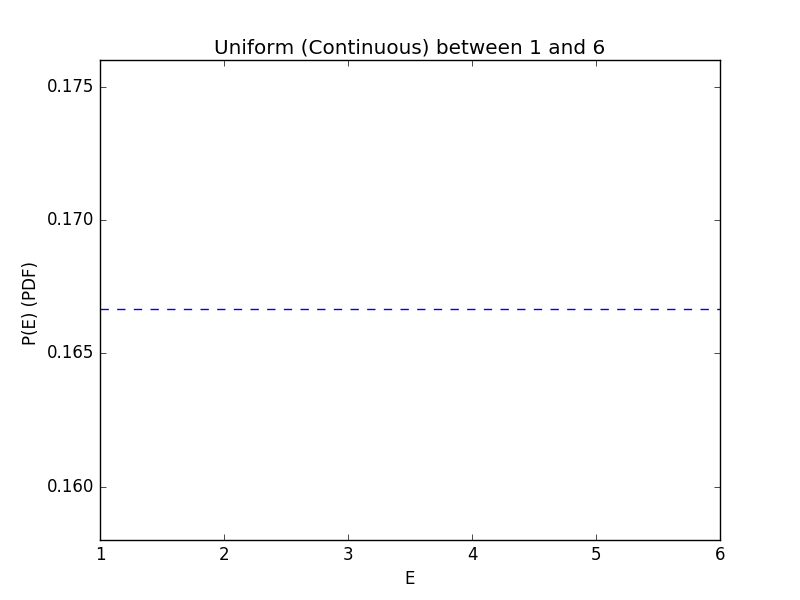 Uniform (Continuous) between 1 and 6
0.175
0.170
0.165
0.160
P(E) (PDF)
1 2 3 4 5 6
E